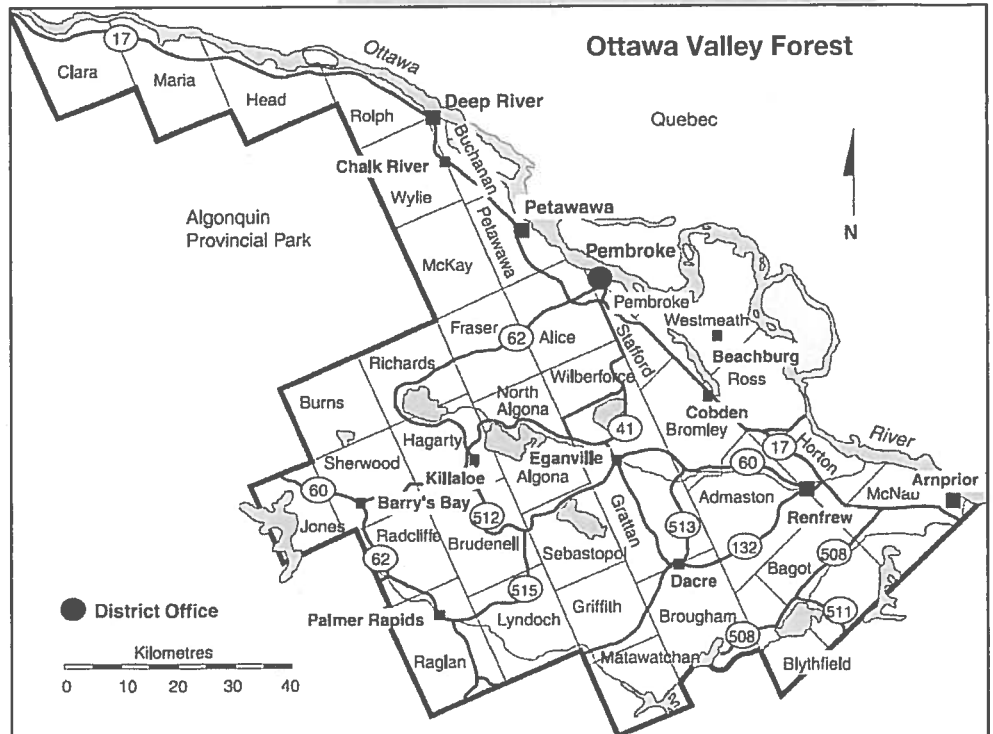 Ottawa Valley Forest
17
Clara
Maria
Head
Ottawa
Rolph
Deep River
Quebec
Buchanan
Chalk River
Wylie
Petawawa
Petawawa
Algonquin
Provincial Park
McKay
N
Pembroke
Pembroke
Westmeath
Beachburg
Fraser
62
Alice
Stafford
Richards
Wilberforce
Ross
Burns
North
Algona
Cobden
Bromley
41
Hagarty
17
Horton
River
Sherwood
Killaloe
Eganville
Algona
60
Arnprior
60
Barry's Bay
Admaston
McNau
Jones
512
Grattan
513
Renfrew
Radcliffe
Brudenell
Sebastopol
132
508
62
Dacre
Bagot
District Office
515
Palmer Rapids
Lyndoch
Griffith
Brougham
511
508
Kilometres
Raglan
Matawatchan
Blythfield
0 10 20 30 40